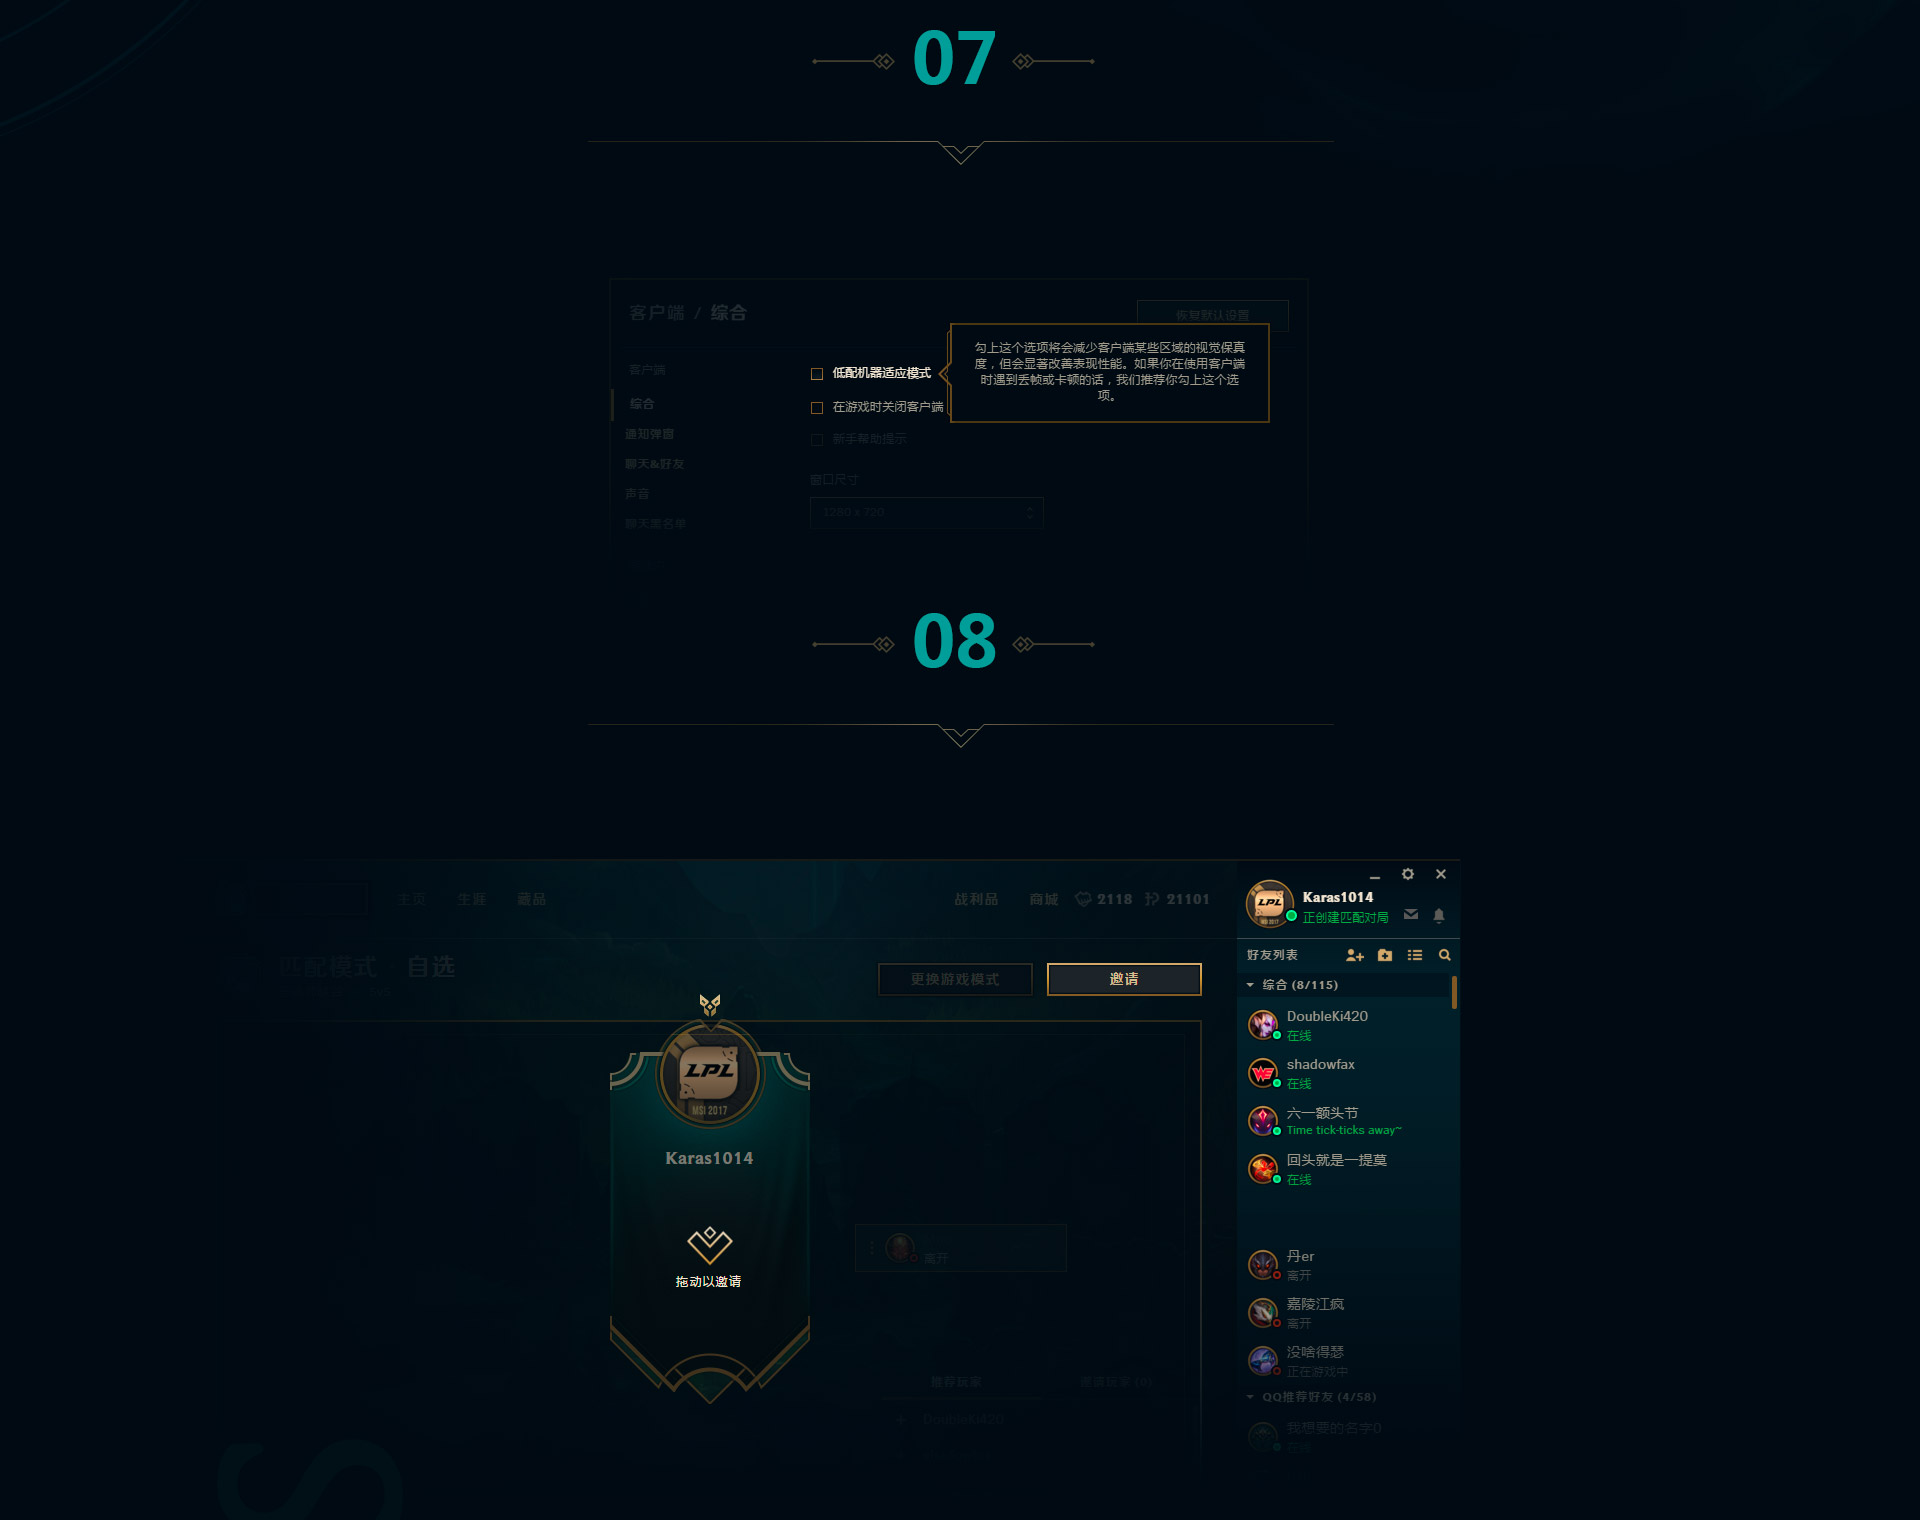 07
客户端 / 综合
恢复默认设置
勾上这个选项将会减少客户端某些区域的视觉保真
度，但会显著改善表现性能。如果你在使用客户端
时遇到丢帧或卡顿的话，我们推荐你勾上这个选
项。
客户端
低配机器适应模式
综合
在游戏时关闭客户端
通知弹窗
新手帮助提示
聊天&好友
窗口尺寸
声音
1280 x 720
聊天黑名单
08
主页
生涯
藏品
战利品
商城
2118
21101
Karas1014
正创建匹配对局
匹配模式 · 自选
5V5
更换游戏模式
邀请
好友列表
综合 (8/115)
DoubleKi420
在线
shadowfax
在线
六一额头节
Time tick-ticks away~
回头就是一提莫
在线
丹er
离开
嘉陵江疯
离开
没啥得瑟
正在游戏中
QQ推荐好友 (4/58)
我想要的名字0
LPL
MSI 2017
Karas1014
拖动以邀请
离开
推荐玩家
DoubleKi420